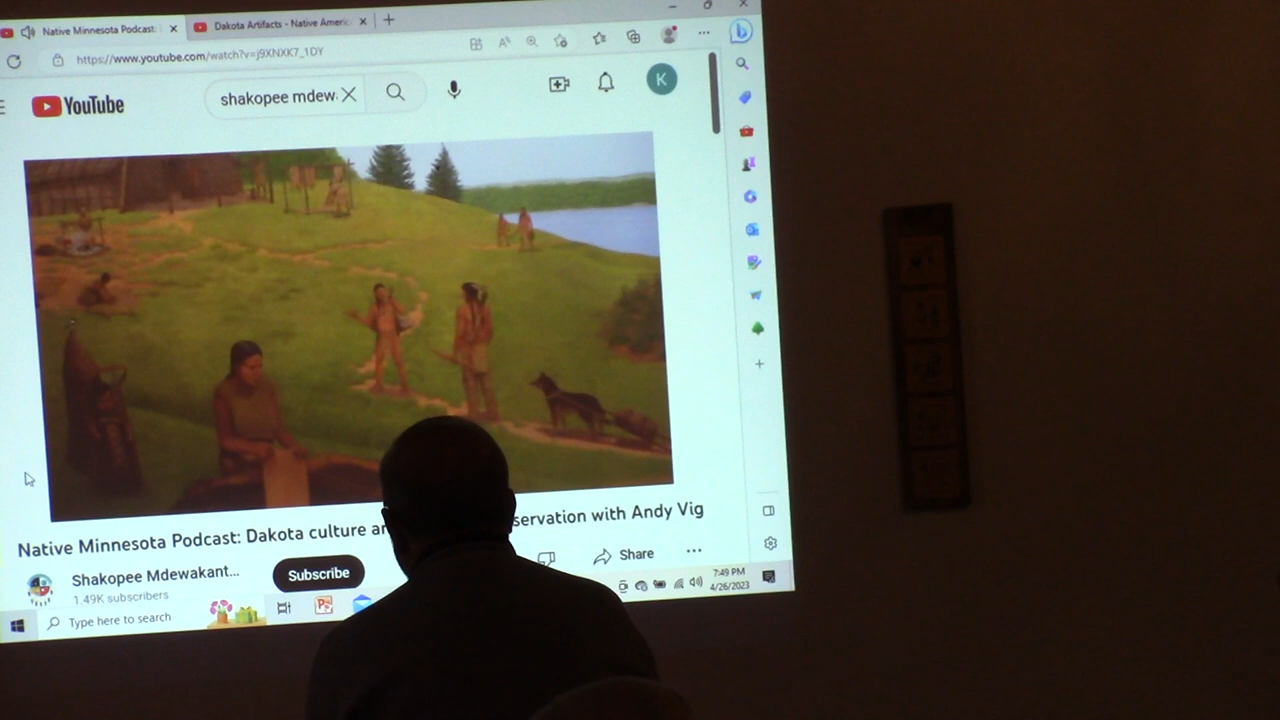 Native Minnesota Podcast:
Dakota Artifacts - Native Americ
https://www.youtube.com/watch?v=j9XNXK7_1DY
YouTube
shakopee mdew
K
Native Minnesota Podcast: Dakota culture an servation with Andy Vig
Shakopee Mdewakant...
1.49K subscribers
Subscribe
Share
Type here to search
7:49 PM
4/26/2023